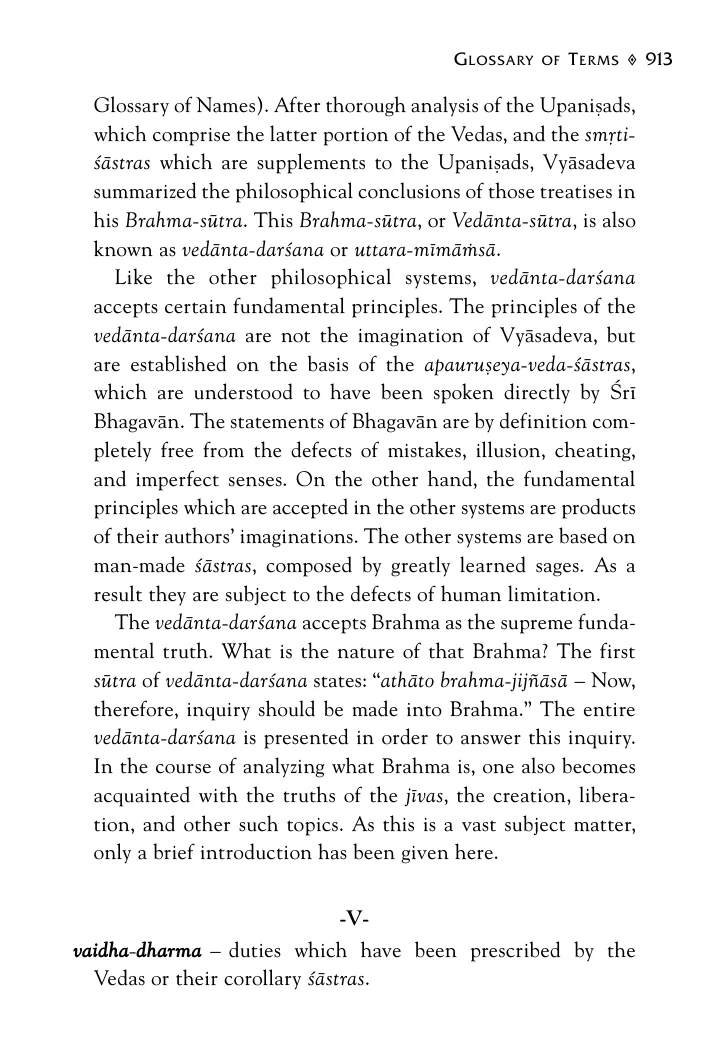 Glossary of Terms ◊ 913
Glossary of Names). After thorough analysis of the Upaniṣads,
which comprise the latter portion of the Vedas, and the smṛti-
śāstras which are supplements to the Upaniṣads, Vyāsadeva
summarized the philosophical conclusions of those treatises in
his Brahma-sūtra. This Brahma-sūtra, or Vedānta-sūtra, is also
known as vedānta-darśana or uttara-mīmāṁsā.
Like the other philosophical systems, vedānta-darśana
accepts certain fundamental principles. The principles of the
vedānta-darśana are not the imagination of Vyāsadeva, but
are established on the basis of the apauruṣeya-veda-śāstras,
which are understood to have been spoken directly by Śrī
Bhagavān. The statements of Bhagavān are by definition com-
pletely free from the defects of mistakes, illusion, cheating,
and imperfect senses. On the other hand, the fundamental
principles which are accepted in the other systems are products
of their authors’ imaginations. The other systems are based on
man-made śāstras, composed by greatly learned sages. As a
result they are subject to the defects of human limitation.
The vedānta-darśana accepts Brahma as the supreme funda-
mental truth. What is the nature of that Brahma? The first
sūtra of vedānta-darśana states: “athāto brahma-jijñāsā – Now,
therefore, inquiry should be made into Brahma.” The entire
vedānta-darśana is presented in order to answer this inquiry.
In the course of analyzing what Brahma is, one also becomes
acquainted with the truths of the jīvas, the creation, libera-
tion, and other such topics. As this is a vast subject matter,
only a brief introduction has been given here.
-V-
vaidha-dharma – duties which have been prescribed by the
Vedas or their corollary śāstras.